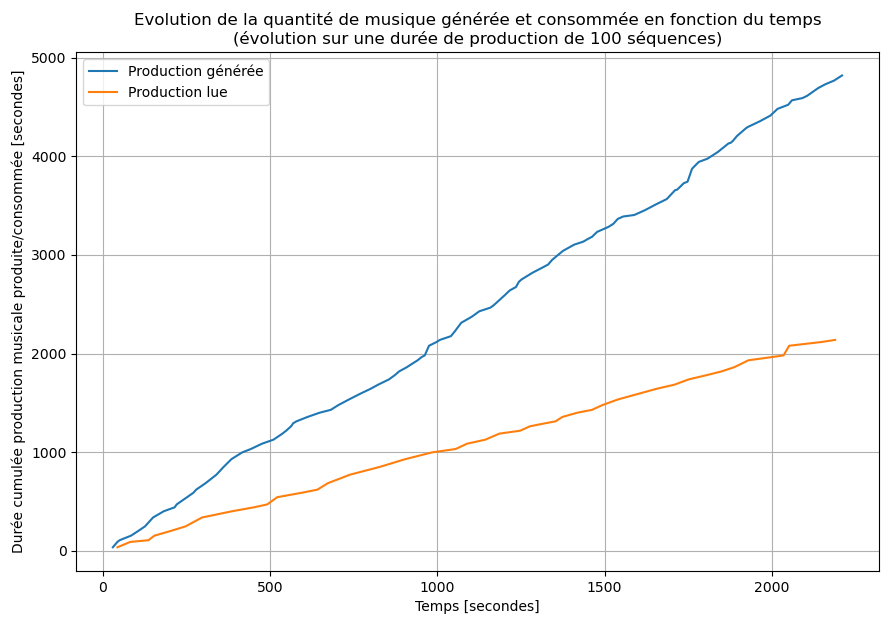 Evolution de la quantité de musique générée et consommée en fonction du temps
(évolution sur une durée de production de 100 séquences)
Production générée
Production lue
Durée cumulée production musicale produite/consommée [secondes]
5000
4000
3000
2000
1000
0
0
500
1000
1500
2000
Temps [secondes]